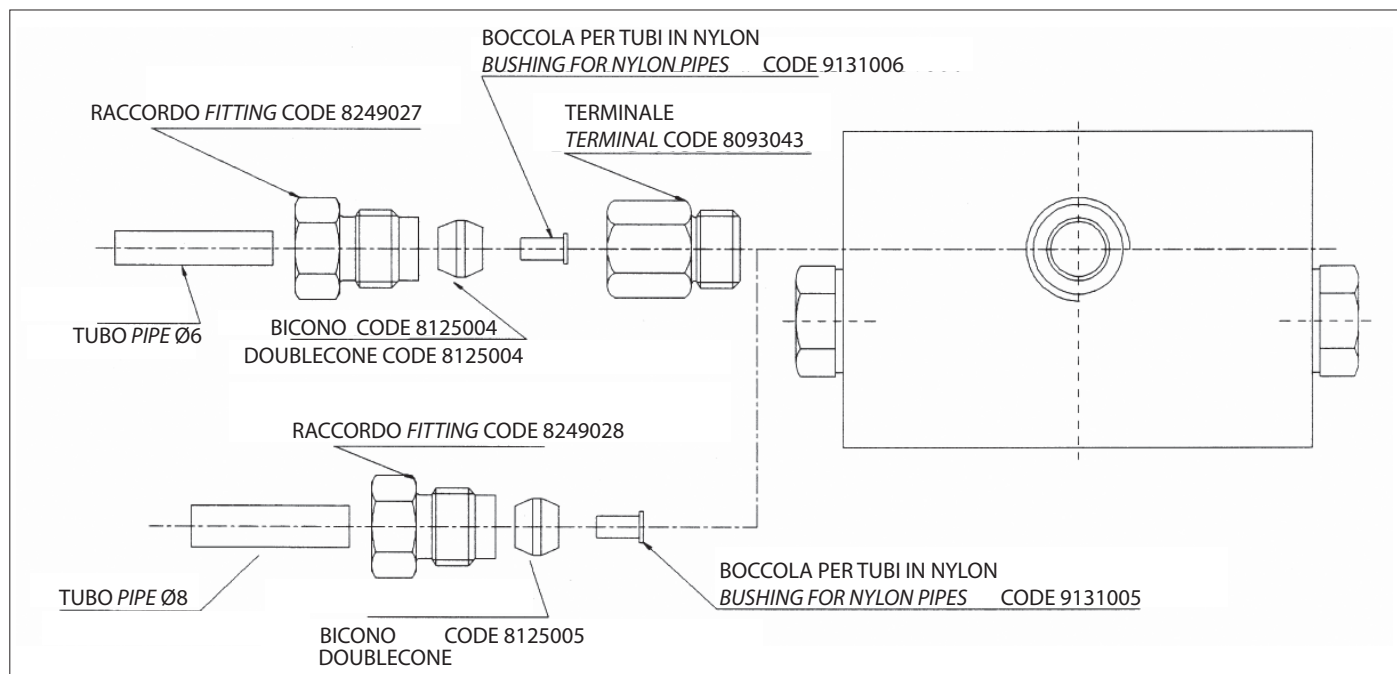 BOCCOLA PER TUBI IN NYLON
BUSHING FOR NYLON PIPES CODE 9131006
RACCORDO FITTING CODE 8249027
TERMINALE
TERMINAL CODE 8093043
TUBO PIPE Ø6
BICONO CODE 8125004
DOUBLECONE CODE 8125004
RACCORDO FITTING CODE 8249028
TUBO PIPE Ø8
BOCCOLA PER TUBI IN NYLON
BUSHING FOR NYLON PIPES CODE 9131005
BICONO CODE 8125005
DOUBLECONE